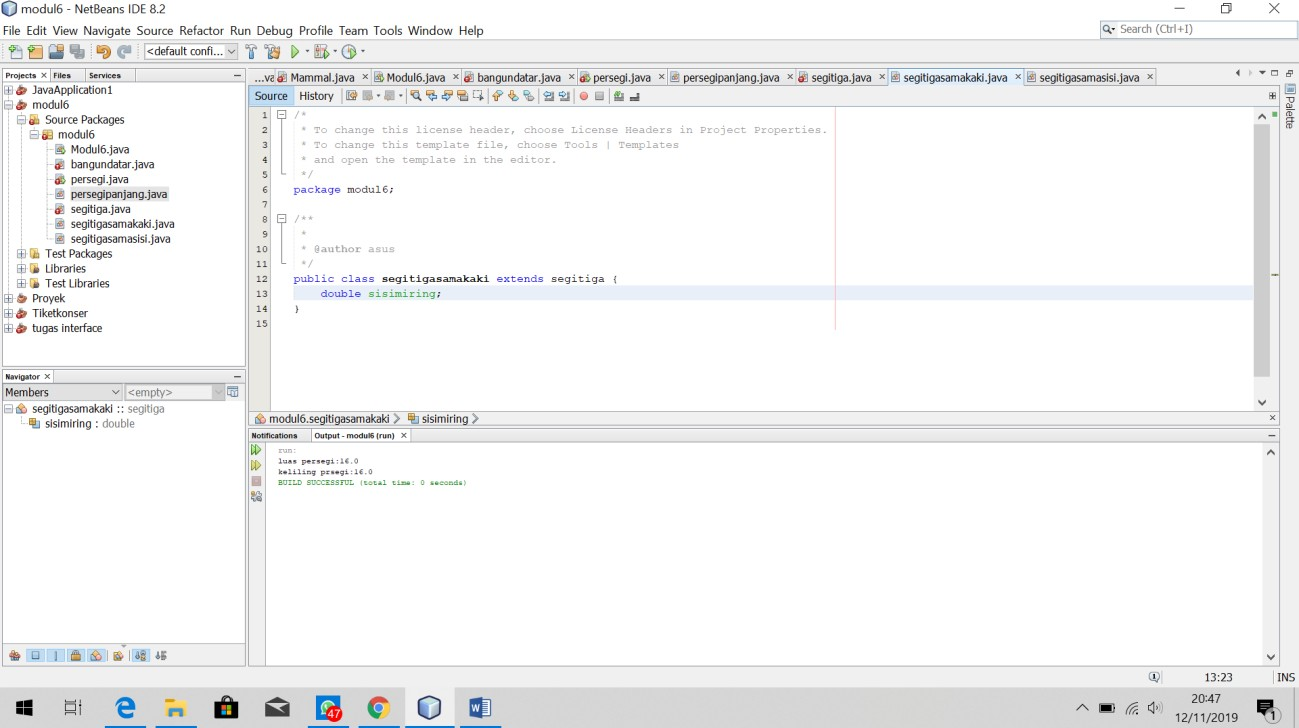 modul6 - NetBeans IDE 8.2
File Edit View Navigate Source Refactor Run Debug Profile Team Tools Window Help
Search (Ctrl+I)
<default confi...
Projects Files Services
JavaApplication1
modul6
Source Packages
modul6
Modul6.java
bangundatar.java
persegi.java
persegipanjang.java
segitiga.java
segitigasamakaki.java
segitigasamasisi.java
Test Packages
Libraries
Test Libraries
Proyek
Tiketkonser
tugas interface
Navigator
Members <empty>
segitigasamakaki :: segitiga
sisimiring : double
...va Mammal.java Modul6.java bangundatar.java persegi.java persegipanjang.java segitiga.java segitigasamakaki.java segitigasamasisi.java
Source History
1 /*
2 * To change this license header, choose License Headers in Project Properties.
3 * To change this template file, choose Tools | Templates
4 * and open the template in the editor.
5 */
6 package modul6;
7
8 /**
9 *
10 * @author asus
11 */
12 public class segitigasamakaki extends segitiga {
13 double sisimiring;
14 }
15
Palette
modul6.segitigasamakaki sisimiring
Notifications Output - modul6 (run)
run:
luas persegi:16.0
keliling prsegi:16.0
BUILD SUCCESSFUL (total time: 0 seconds)
13:23 INS
47
20:47
12/11/2019
1